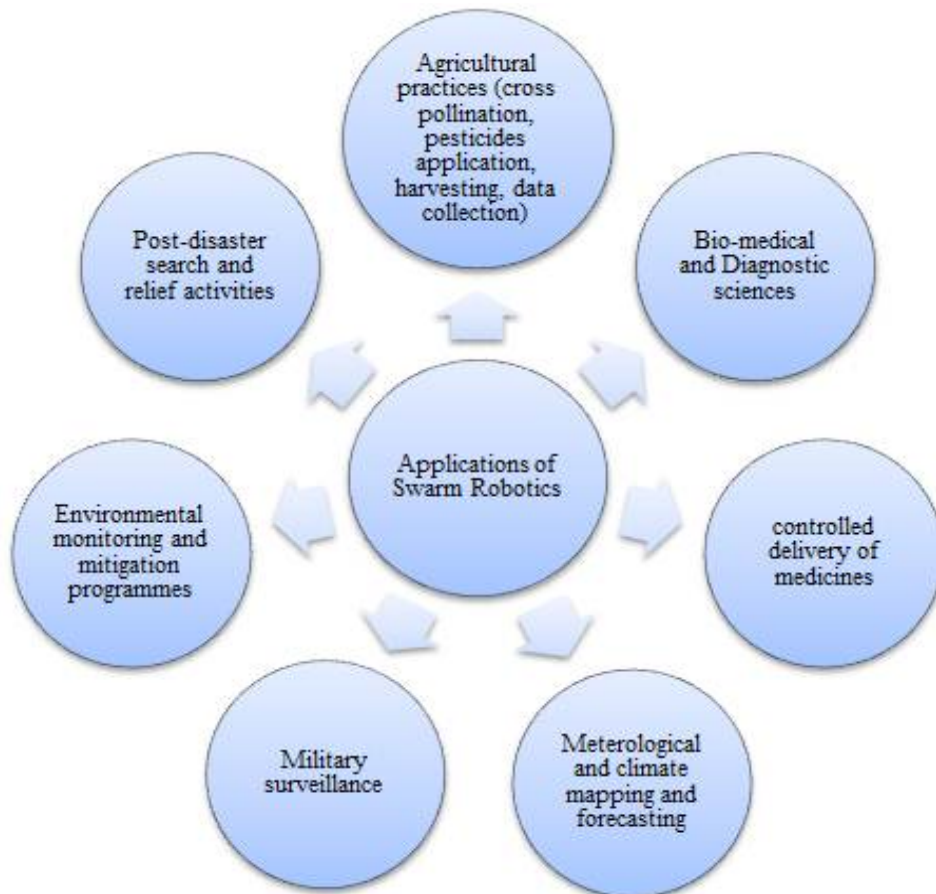 Agricultural
practices (cross
pollination,
pesticides
application,
harvesting, data
collection)
Bio-medical
and Diagnostic
sciences
controlled
delivery of
medicines
Meterological
and climate
mapping and
forecasting
Military
surveillance
Environmental
monitoring and
mitigation
programmes
Post-disaster
search and
relief activities
Applications of
Swarm Robotics